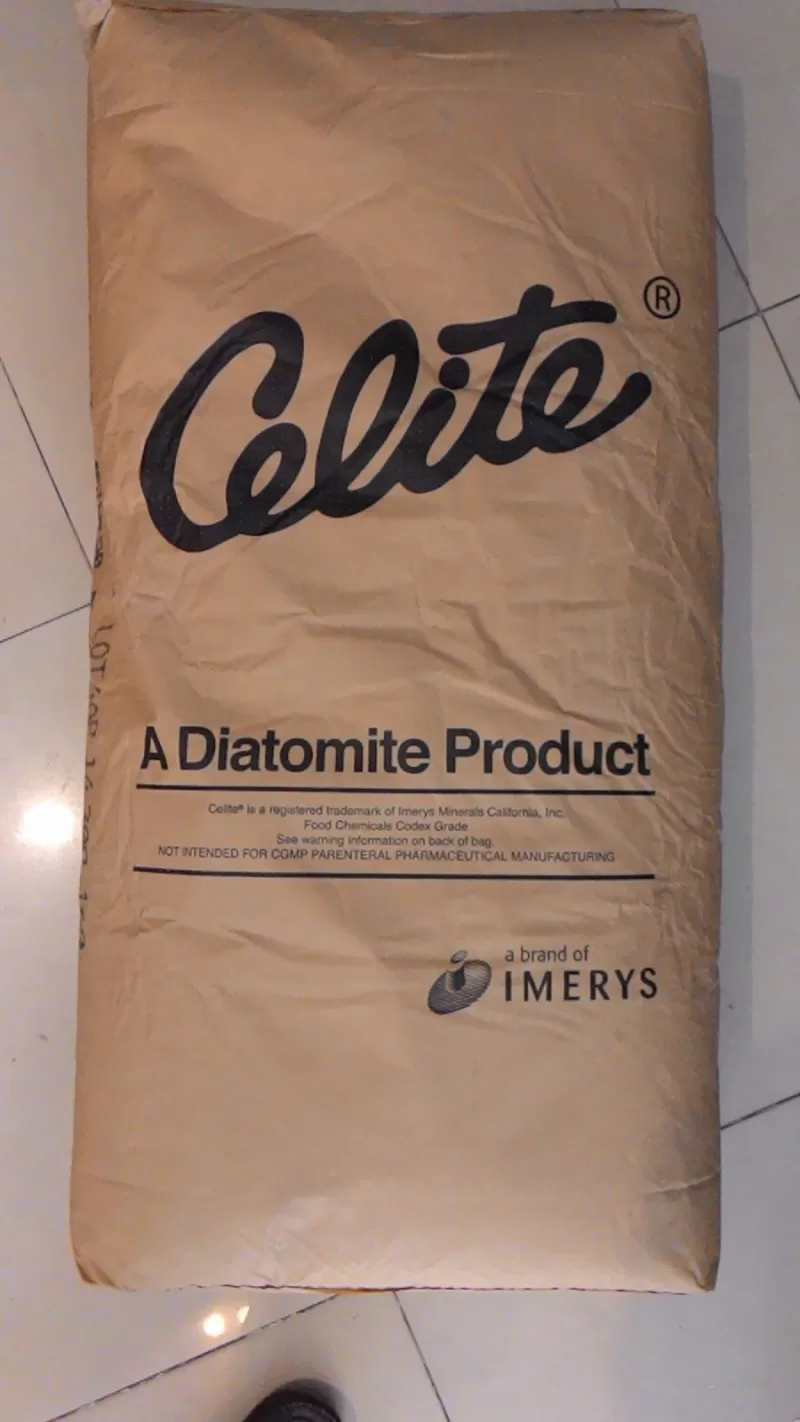 Celite®
A Diatomite Product
Celite® is a registered trademark of Imerys Minerals California, Inc.
Food Chemicals Codex Grade
See warning information on back of bag.
NOT INTENDED FOR CGMP PARENTERAL PHARMACEUTICAL MANUFACTURING
a brand of
IMERYS